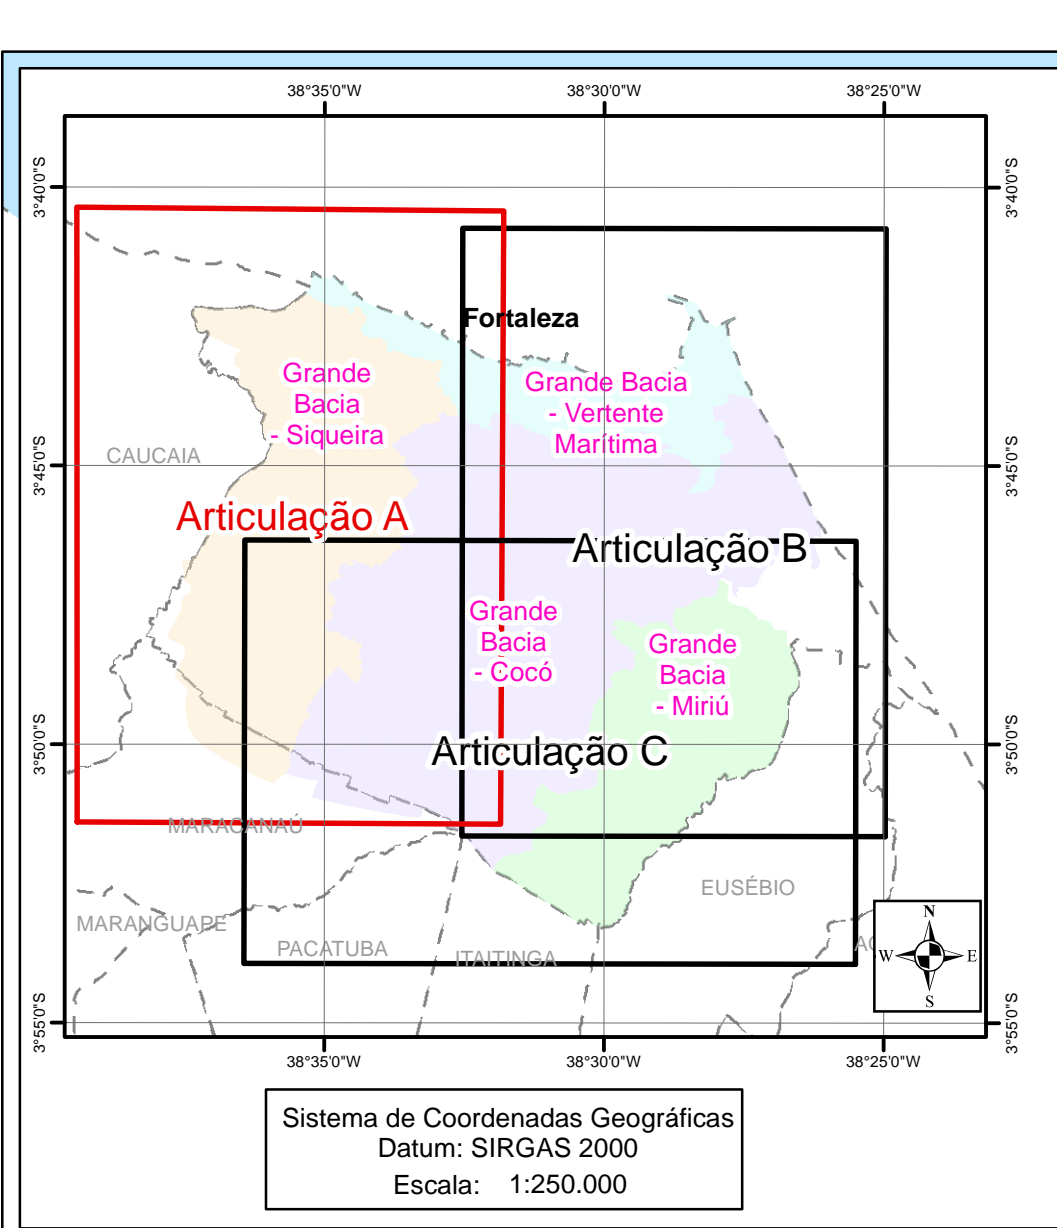 38°35'0"W
38°30'0"W
38°25'0"W
3°40'0"S
3°40'0"S
Fortaleza
Grande
Bacia
- Siqueira
Grande Bacia
- Vertente
Marítima
CAUCAIA
3°45'0"S
3°45'0"S
Articulação A
Articulação B
Grande
Bacia
- Cocó
Grande
Bacia
- Miriú
3°50'0"S
3°50'0"S
Articulação C
MARACANAÚ
EUSÉBIO
MARANGUAPE
PACATUBA
ITAITINGA
N
W
E
S
3°55'0"S
3°55'0"S
38°35'0"W
38°30'0"W
38°25'0"W
Sistema de Coordenadas Geográficas
Datum: SIRGAS 2000
Escala: 1:250.000